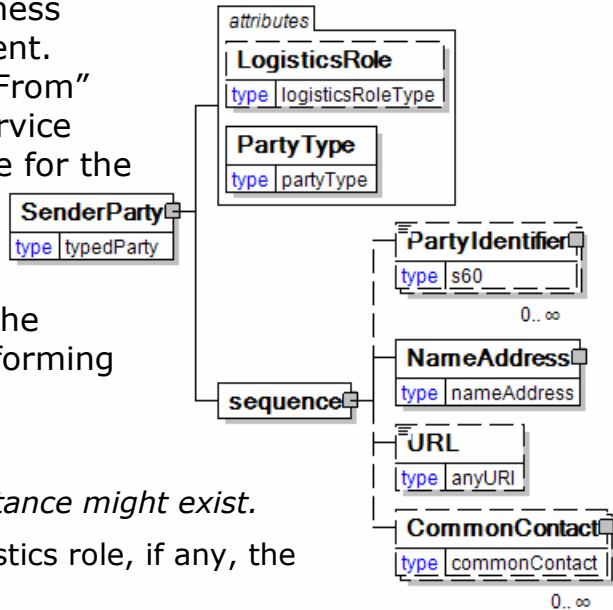 ness
ent.
From”
rvice
e for the
he
forming
tance might exist.
stics role, if any, the
attributes
LogisticsRole
type logisticsRoleType
PartyType
type partyType
SenderParty
type typedParty
sequence
PartyIdentifier
type s60
0.. ∞
NameAddress
type nameAddress
URL
type anyURI
CommonContact
type commonContact
0.. ∞